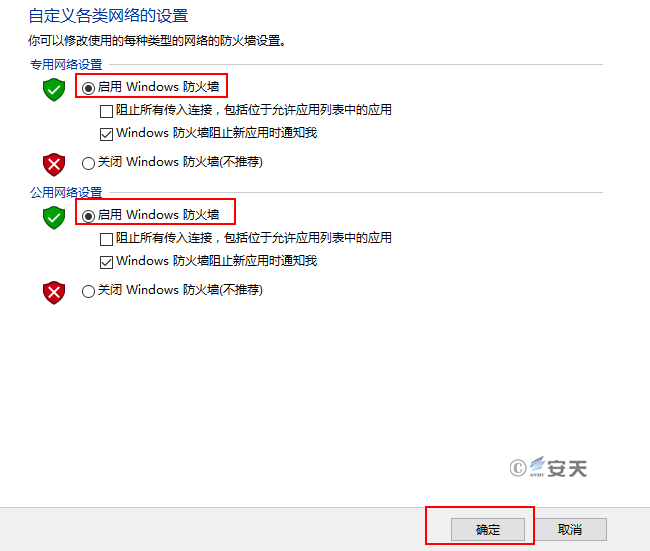 自定义各类网络的设置
你可以修改使用的每种类型的网络的防火墙设置。
专用网络设置
启用 Windows 防火墙
阻止所有传入连接，包括位于允许应用列表中的应用
Windows 防火墙阻止新应用时通知我
关闭 Windows 防火墙(不推荐)
公用网络设置
启用 Windows 防火墙
阻止所有传入连接，包括位于允许应用列表中的应用
Windows 防火墙阻止新应用时通知我
关闭 Windows 防火墙(不推荐)
© ANTIY 安天
确定 取消